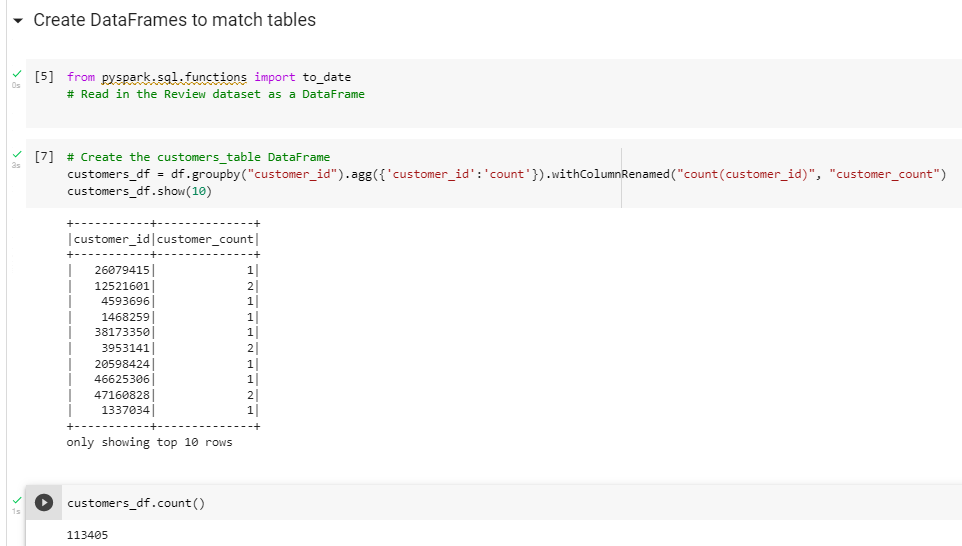 Create DataFrames to match tables
0s
[5] from pyspark.sql.functions import to_date
# Read in the Review dataset as a DataFrame
3s
[7] # Create the customers_table DataFrame
customers_df = df.groupby("customer_id").agg({'customer_id':'count'}).withColumnRenamed("count(customer_id)", "customer_count")
customers_df.show(10)
+-----------+--------------+
|customer_id|customer_count|
+-----------+--------------+
|   26079415|             1|
|   12521601|             2|
|    4593696|             1|
|    1468259|             1|
|   38173350|             1|
|    3953141|             2|
|   20598424|             1|
|   46625306|             1|
|   47160828|             2|
|    1337034|             1|
+-----------+--------------+
only showing top 10 rows
1s
customers_df.count()
113405